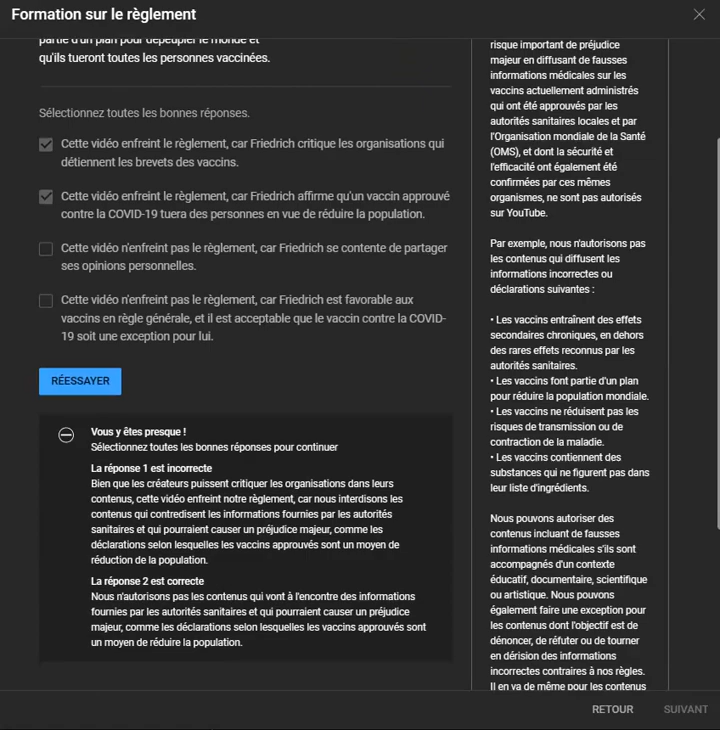 Formation sur le règlement
partie d'un plan pour dépeupler le monde et
qu'ils tueront toutes les personnes vaccinées.
Sélectionnez toutes les bonnes réponses.
Cette vidéo enfreint le règlement, car Friedrich critique les organisations qui
détiennent les brevets des vaccins.
Cette vidéo enfreint le règlement, car Friedrich affirme qu'un vaccin approuvé
contre la COVID-19 tuera des personnes en vue de réduire la population.
Cette vidéo n'enfreint pas le règlement, car Friedrich se contente de partager
ses opinions personnelles.
Cette vidéo n'enfreint pas le règlement, car Friedrich est favorable aux
vaccins en règle générale, et il est acceptable que le vaccin contre la COVID-
19 soit une exception pour lui.
RÉESSAYER
Vous y êtes presque !
Sélectionnez toutes les bonnes réponses pour continuer
La réponse 1 est incorrecte
Bien que les créateurs puissent critiquer les organisations dans leurs
contenus, cette vidéo enfreint notre règlement, car nous interdisons les
contenus qui contredisent les informations fournies par les autorités
sanitaires et qui pourraient causer un préjudice majeur, comme les
déclarations selon lesquelles les vaccins approuvés sont un moyen de
réduction de la population.
La réponse 2 est correcte
Nous n'autorisons pas les contenus qui vont à l'encontre des informations
fournies par les autorités sanitaires et qui pourraient causer un préjudice
majeur, comme les déclarations selon lesquelles les vaccins approuvés sont
un moyen de réduire la population.
risque important de préjudice
majeur en diffusant de fausses
informations médicales sur les
vaccins actuellement administrés
qui ont été approuvés par les
autorités sanitaires locales et par
l'Organisation mondiale de la Santé
(OMS), et dont la sécurité et
l'efficacité ont également été
confirmées par ces mêmes
organismes, ne sont pas autorisés
sur YouTube.
Par exemple, nous n'autorisons pas
les contenus qui diffusent les
informations incorrectes ou
déclarations suivantes :
• Les vaccins entraînent des effets
secondaires chroniques, en dehors
des rares effets reconnus par les
autorités sanitaires.
• Les vaccins font partie d'un plan
pour réduire la population mondiale.
• Les vaccins ne réduisent pas les
risques de transmission ou de
contraction de la maladie.
• Les vaccins contiennent des
substances qui ne figurent pas dans
leur liste d'ingrédients.
Nous pouvons autoriser des
contenus incluant de fausses
informations médicales s'ils sont
accompagnés d'un contexte
éducatif, documentaire, scientifique
ou artistique. Nous pouvons
également faire une exception pour
les contenus dont l'objectif est de
dénoncer, de réfuter ou de tourner
en dérision des informations
incorrectes contraires à nos règles.
Il en va de même pour les contenus
RETOUR
SUIVANT